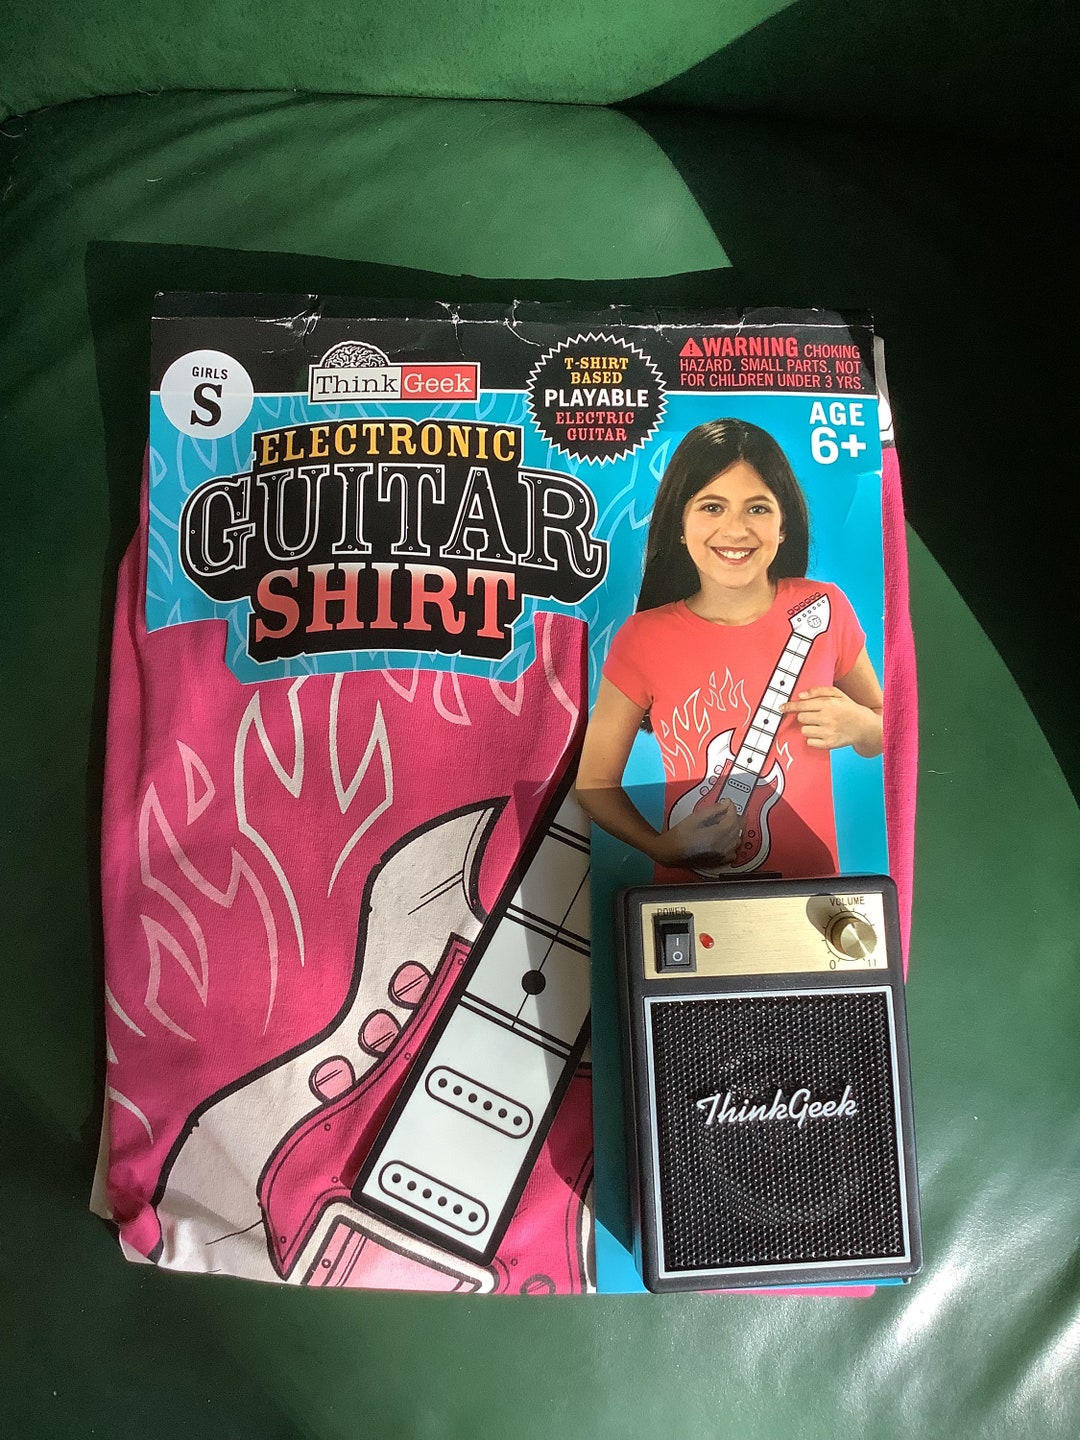 GIRLS
S
ThinkGeek
ELECTRONIC
GUITAR
SHIRT
T-SHIRT
BASED
PLAYABLE
ELECTRIC
GUITAR
WARNING CHOKING
HAZARD. SMALL PARTS. NOT
FOR CHILDREN UNDER 3 YRS.
AGE
6+
POWER
I
O
VOLUME
0 11
ThinkGeek